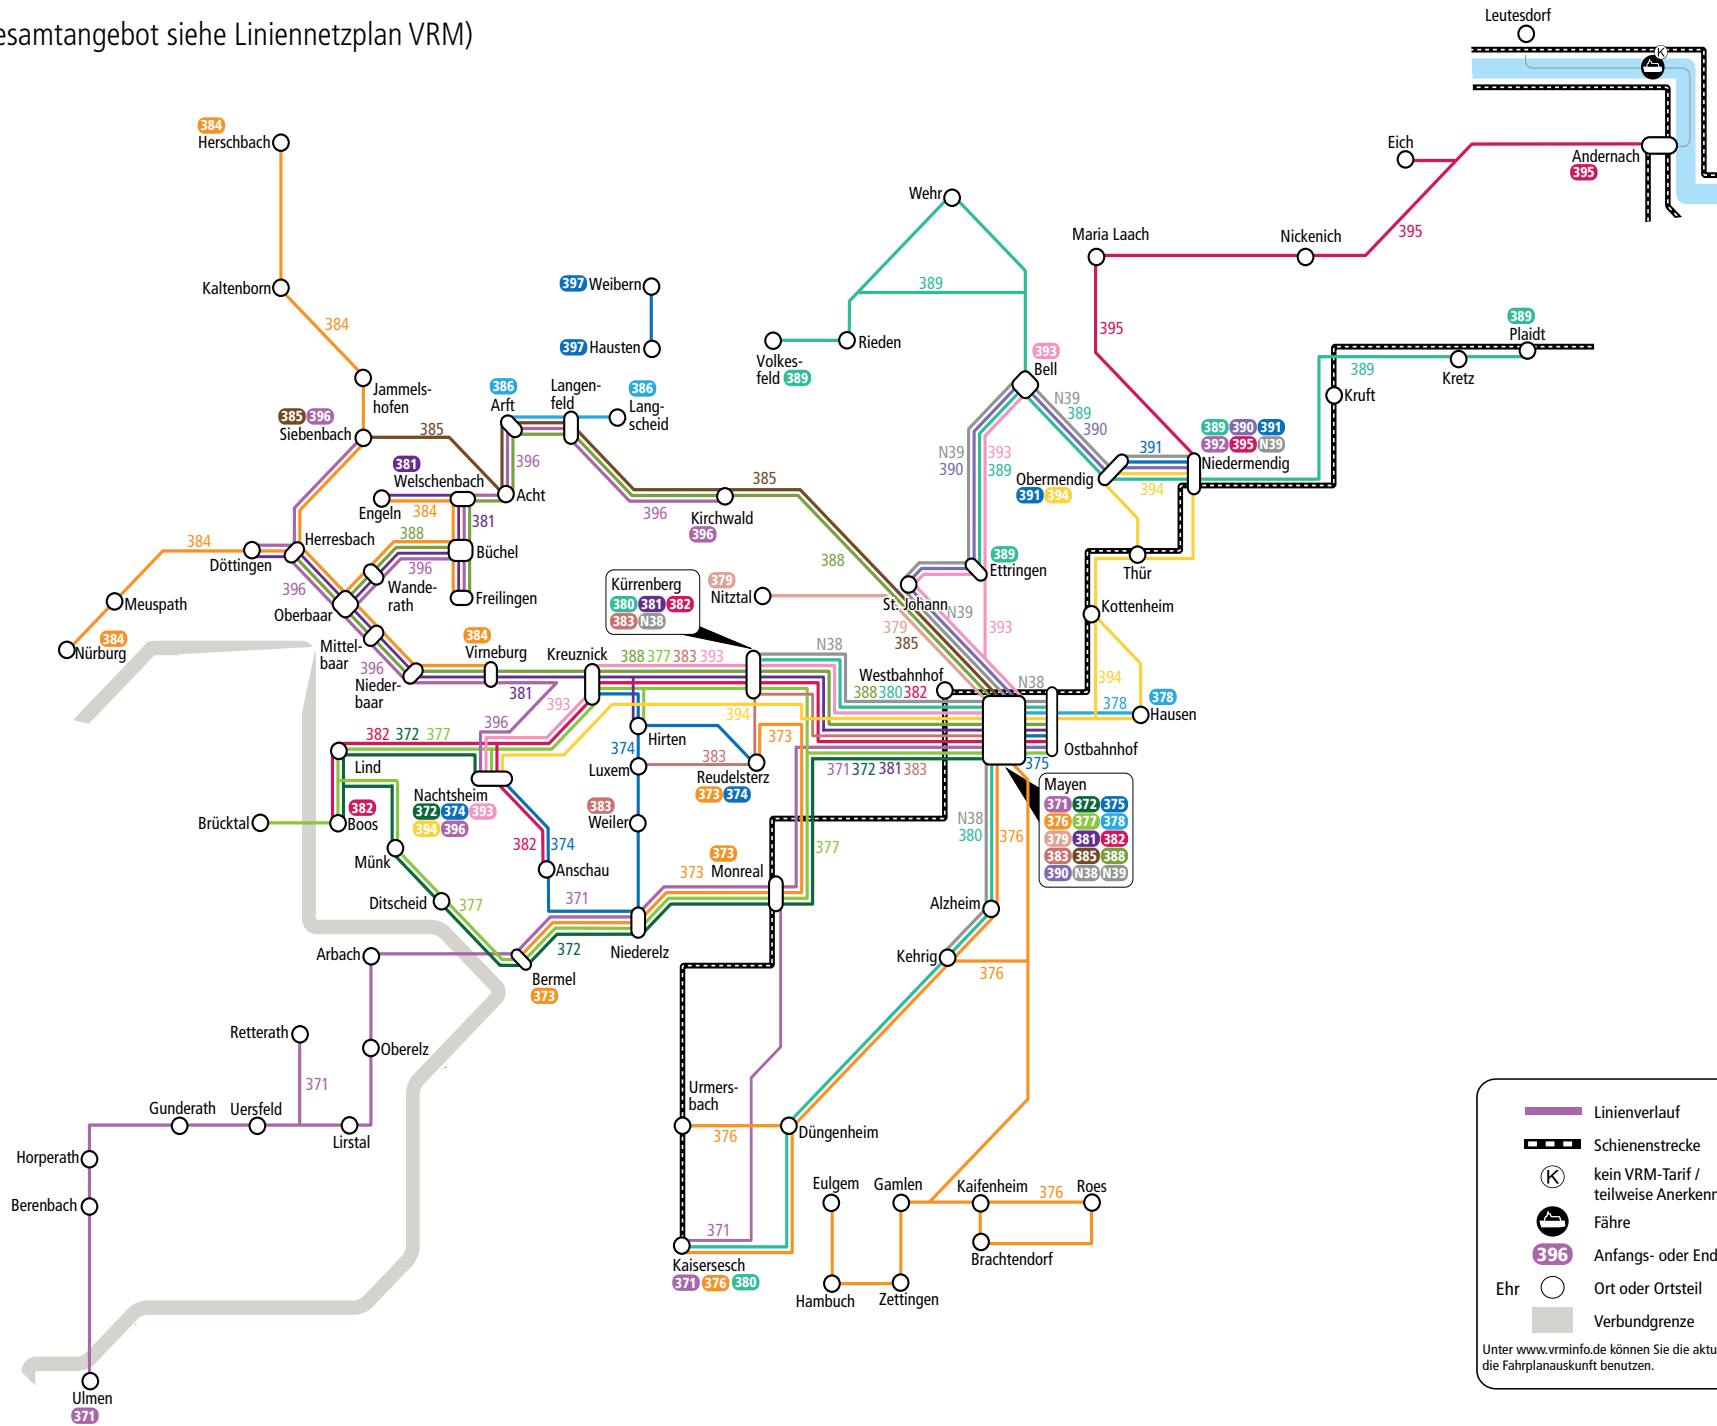 esamtangebot siehe Liniennetzplan VRM)
Leutesdorf
K
384
Herschbach
Eich
Andernach
395
Wehr
395
Maria Laach
Nickenich
Kaltenborn
397 Weibern
389
384
395
389
Plaidt
397 Hausten
Volkes-
feld 389
Rieden
393
Bell
389
Kretz
Kruft
Jammels-
hofen
386
Arft
Langen-
feld
386
Lang-
scheid
N39
389
390
385 396
Siebenbach
385
396
N39
390
393
389
391
389 390 391
392 395 N39
Niedermendig
381
Welschenbach
Acht
385
Obermendig
391 394
394
Engeln
384
381
396
Kirchwald
396
384
Döttingen
Herresbach
388
396
Büchel
388
389
Ettringen
Thür
396
Wande-
rath
Freilingen
Kürrenberg
380 381 382
383 N38
379
Nitztal
St. Johann
N39
Meuspath
Oberbaar
Kottenheim
384
Nürburg
Mittel-
baar
396
Nieder-
baar
384
Virneburg
381
Kreuznick
388 377 383 393
N38
379
385
393
Westbahnhof
388 380 382
N38
394
378
378
Hausen
393
396
394
373
Ostbahnhof
382 372 377
Lind
Hirten
374
Luxem
383
Reudelsterz
373 374
371 372 381 383
375
Nachtsheim
372 374 393
394 396
Mayen
371 372 375
376 377 378
379 381 382
383 385 388
390 N38 N39
Brücktal
382
Boos
383
Weiler
N38
380
376
Münk
382
374
Anschau
373
373
Monreal
377
Ditscheid
377
371
Alzheim
372
Niederelz
Arbach
Bermel
373
Kehrig
376
Retterath
Oberelz
371
Gunderath
Uersfeld
Lirstal
Urmers-
bach
376
Düngenheim
Linienverlauf
Schienenstrecke
K
kein VRM-Tarif /
teilweise Anerkenn
Fähre
396
Anfangs- oder End
Ehr
Ort oder Ortsteil
Verbundgrenze
Unter www.vrminfo.de können Sie die aktu
die Fahrplanauskunft benutzen.
Horperath
Berenbach
Eulgem
Gamlen
Kaifenheim
376
Roes
371
Kaisersesch
371 376 380
Brachtendorf
Hambuch
Zettingen
Ulmen
371